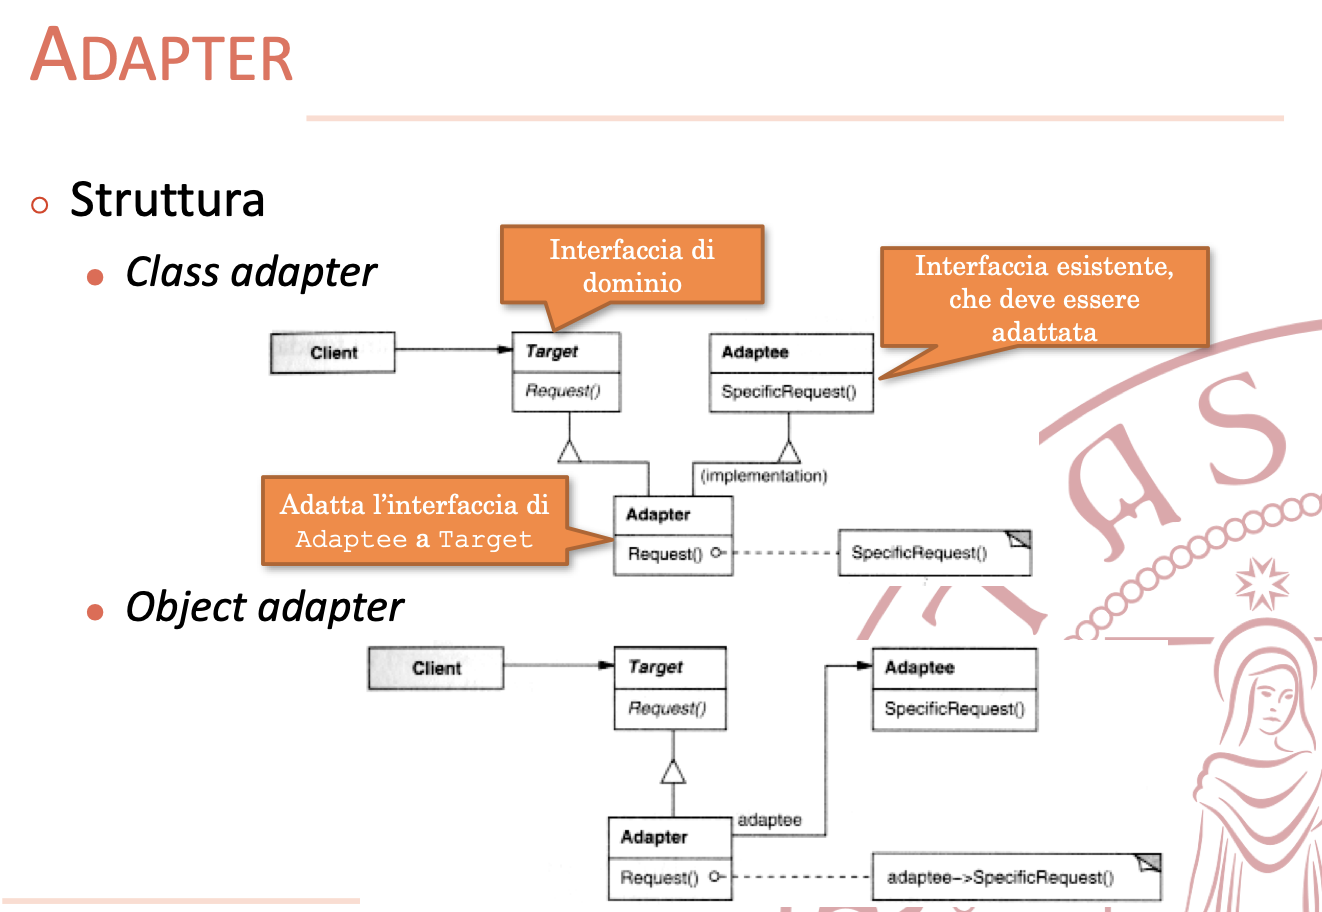 ADAPTER
Struttura
Class adapter
Interfaccia di
dominio
Interfaccia esistente,
che deve essere
adattata
Client
Target
Request()
Adaptee
SpecificRequest()
(implementation)
Adatta l'interfaccia di
Adaptee a Target
Adapter
Request()
SpecificRequest()
Object adapter
Client
Target
Request()
Adaptee
SpecificRequest()
adaptee
Adapter
Request()
adaptee->SpecificRequest()